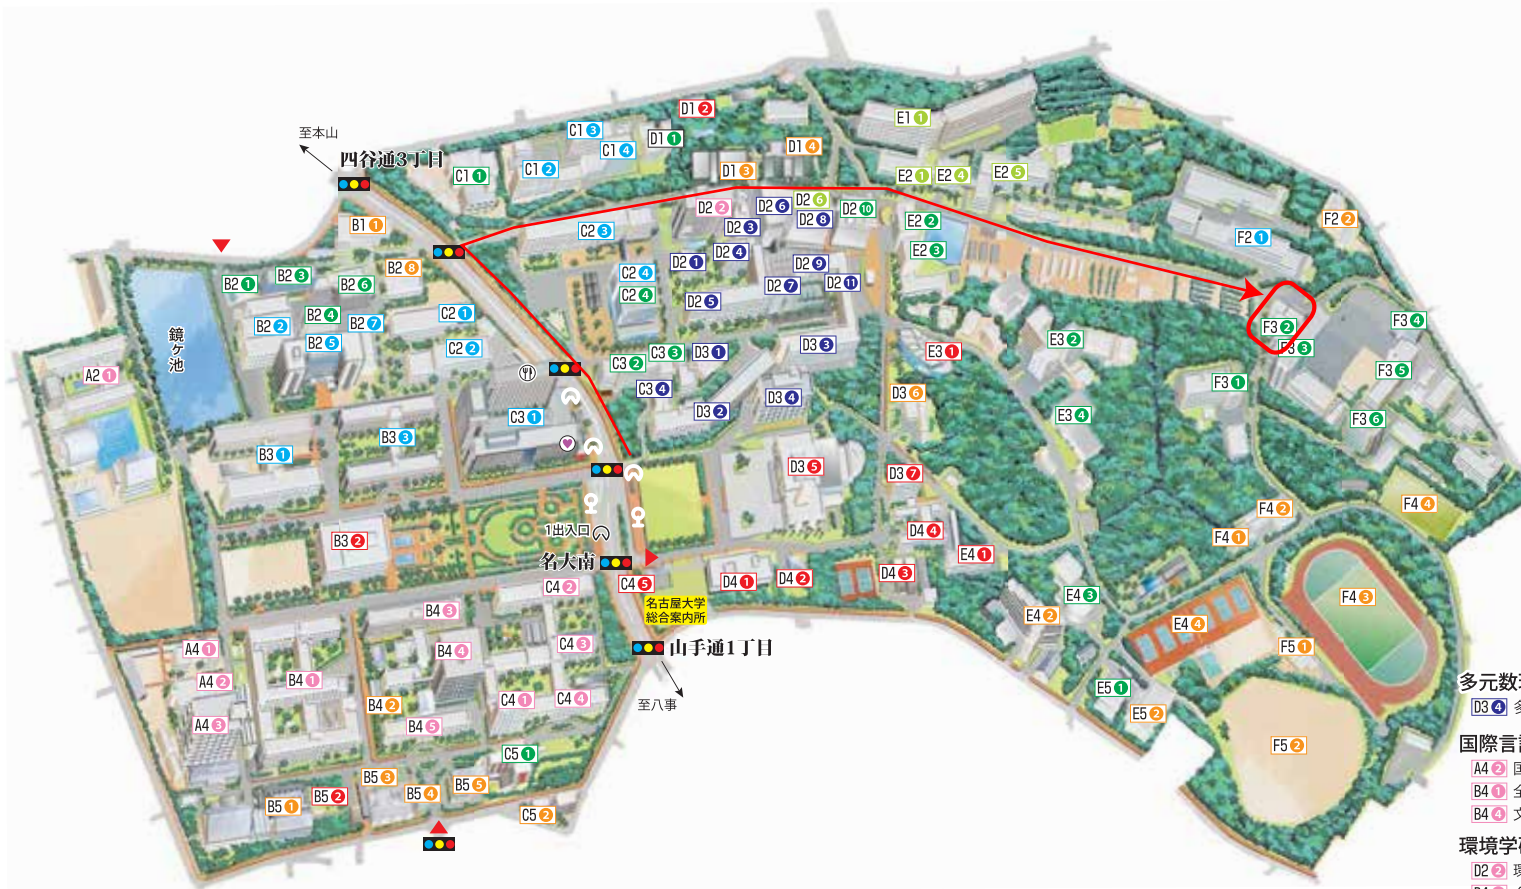 至本山
四谷通3丁目
D1 2
C1 3
C1 4
D1 1
C1 2
C1 1
D1 3
D1 4
E1 1
E2 1
E2 4
E2 5
B1 1
C2 3
D2 2
D2 6
D2 6
D2 3
D2 8
D2 10
E2 2
F2 2
F2 1
B2 1
B2 3
B2 6
B2 8
D2 1
D2 4
D2 9
E2 3
C2 4
C2 4
D2 7
D2 11
D2 5
B2 2
B2 4
B2 7
C2 1
B2 5
C2 2
鏡ヶ池
F3 2
F3 4
F3 3
C3 2
C3 3
D3 1
D3 3
E3 1
E3 2
A2 1
C3 4
D3 2
D3 4
D3 6
F3 1
F3 5
C3 1
E3 4
F3 6
B3 1
B3 3
D3 5
D3 7
F4 4
F4 2
F4 1
1出入口
B3 2
名大南
D4 4
E4 1
C4 2
C4 5
D4 1
D4 2
D4 3
E4 3
F4 3
名古屋大学
総合案内所
B4 3
E4 2
E4 4
F5 1
A4 1
B4 4
C4 3
山手通1丁目
A4 2
B4 1
至八事
E5 1
E5 2
A4 3
B4 2
B4 5
C4 1
C4 4
F5 2
C5 1
B5 1
B5 2
B5 3
B5 4
B5 5
C5 2
多元数
D3 4 多
国際言
A4 2 国
B4 1 全
B4 4 文
環境学
D2 2 環